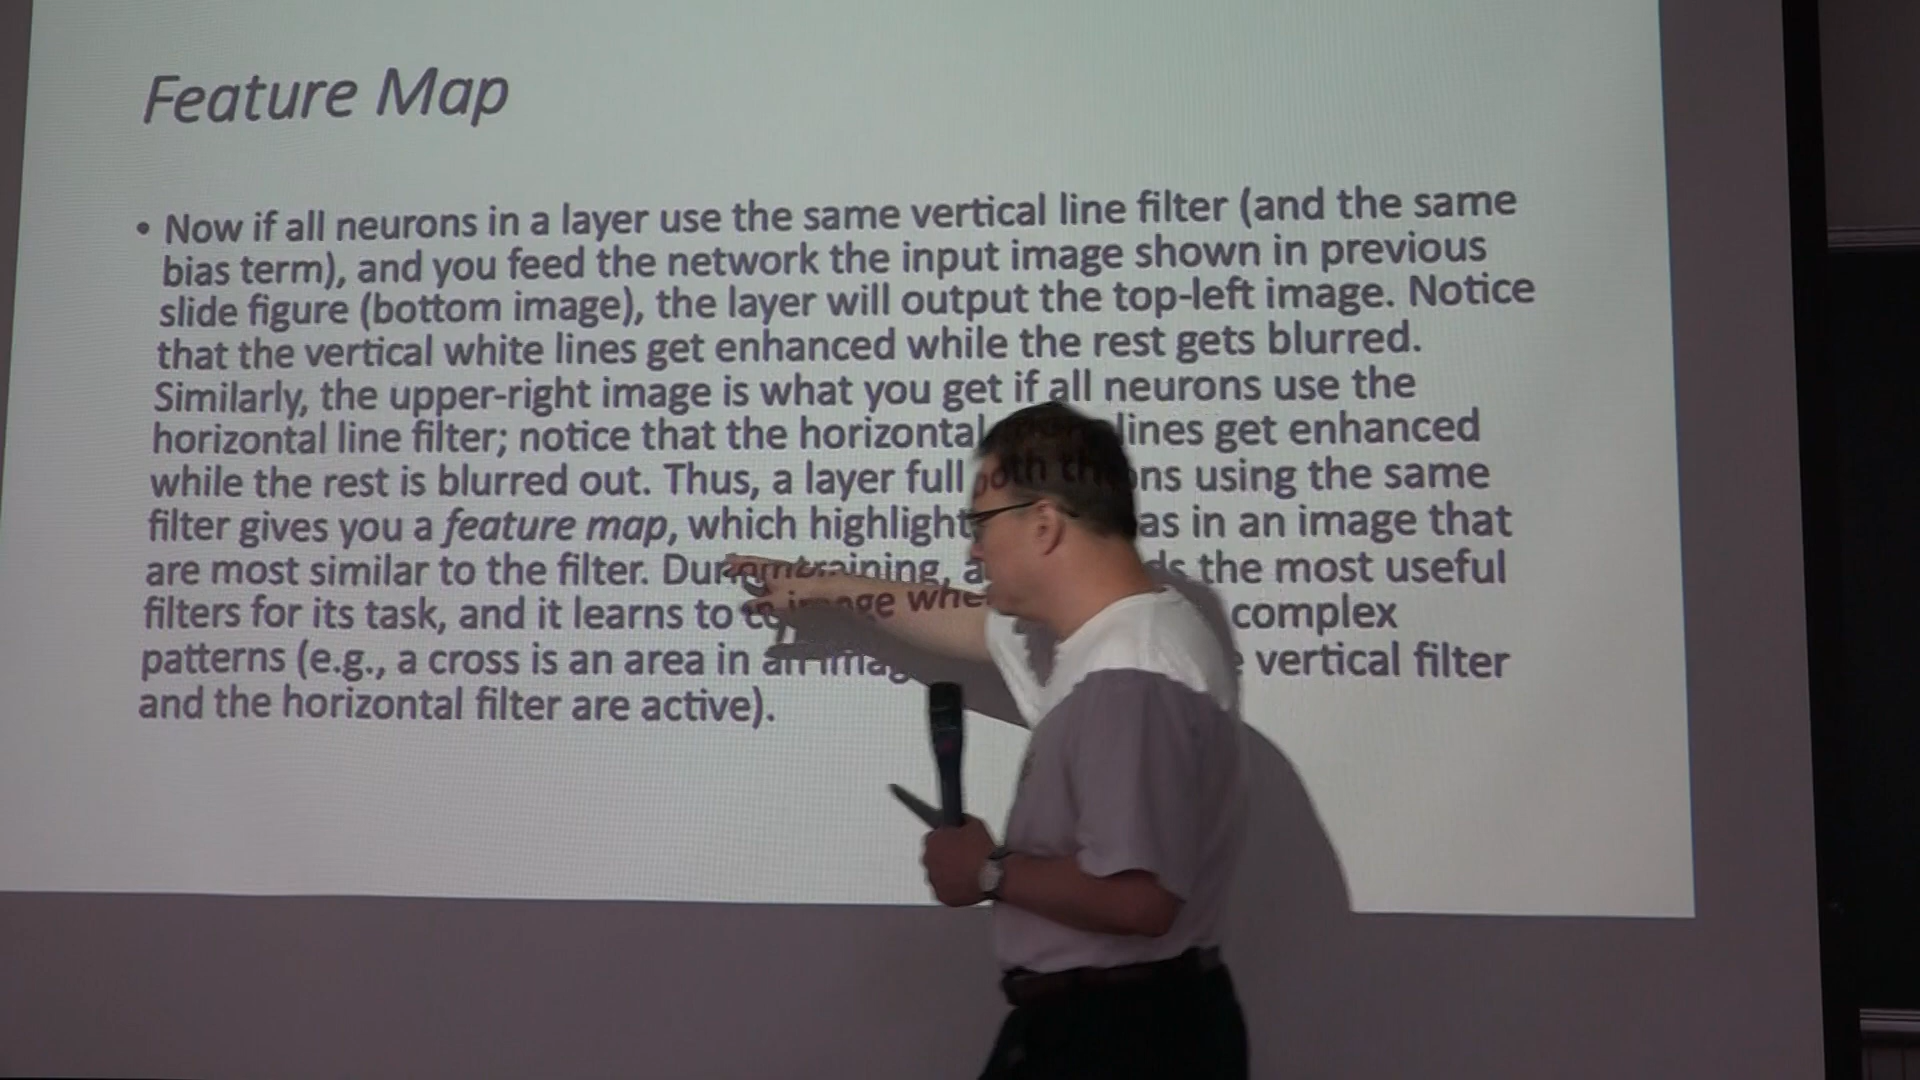 Feature Map
• Now if all neurons in a layer use the same vertical line filter (and the same
bias term), and you feed the network the input image shown in previous
slide figure (bottom image), the layer will output the top-left image. Notice
that the vertical white lines get enhanced while the rest gets blurred.
Similarly, the upper-right image is what you get if all neurons use the
horizontal line filter; notice that the horizontal lines get enhanced
while the rest is blurred out. Thus, a layer full using the same
filter gives you a feature map, which in an image that
are most similar to the filter. the most useful
filters for its task, and it learns to complex
patterns (e.g., a cross is an area in vertical filter
and the horizontal filter are active).